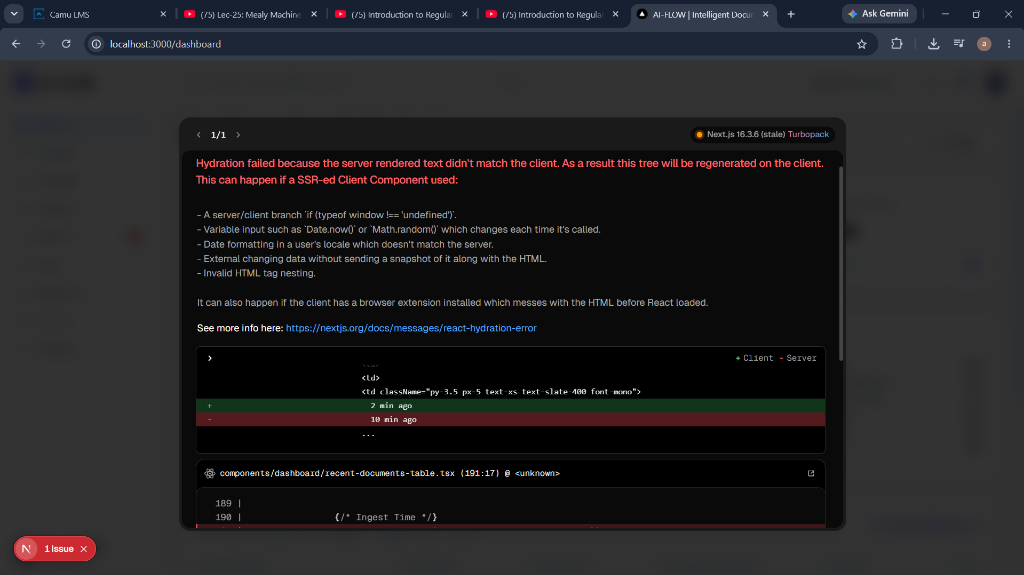 Camu LMS
(75) Lec-25: Mealy Machine
(75) Introduction to Regula
(75) Introduction to Regula
AI-FLOW | Intelligent Docum
Ask Gemini
localhost:3000/dashboard
a
1/1
Next.js 16.3.6 (stale) Turbopack
Hydration failed because the server rendered text didn't match the client. As a result this tree will be regenerated on the client.
This can happen if a SSR-ed Client Component used:
- A server/client branch `if (typeof window !== 'undefined')`.
- Variable input such as `Date.now()` or `Math.random()` which changes each time it's called.
- Date formatting in a user's locale which doesn't match the server.
- External changing data without sending a snapshot of it along with the HTML.
- Invalid HTML tag nesting.
It can also happen if the client has a browser extension installed which messes with the HTML before React loaded.
See more info here: https://nextjs.org/docs/messages/react-hydration-error
+ Client - Server
<td>
<td className="py-3.5 px-5 text-xs text-slate-400 font-mono">
+ 2 min ago
- 10 min ago
...
components/dashboard/recent-documents-table.tsx (191:17) @ <unknown>
189 |
190 | {/* Ingest Time */}
N 1 Issue